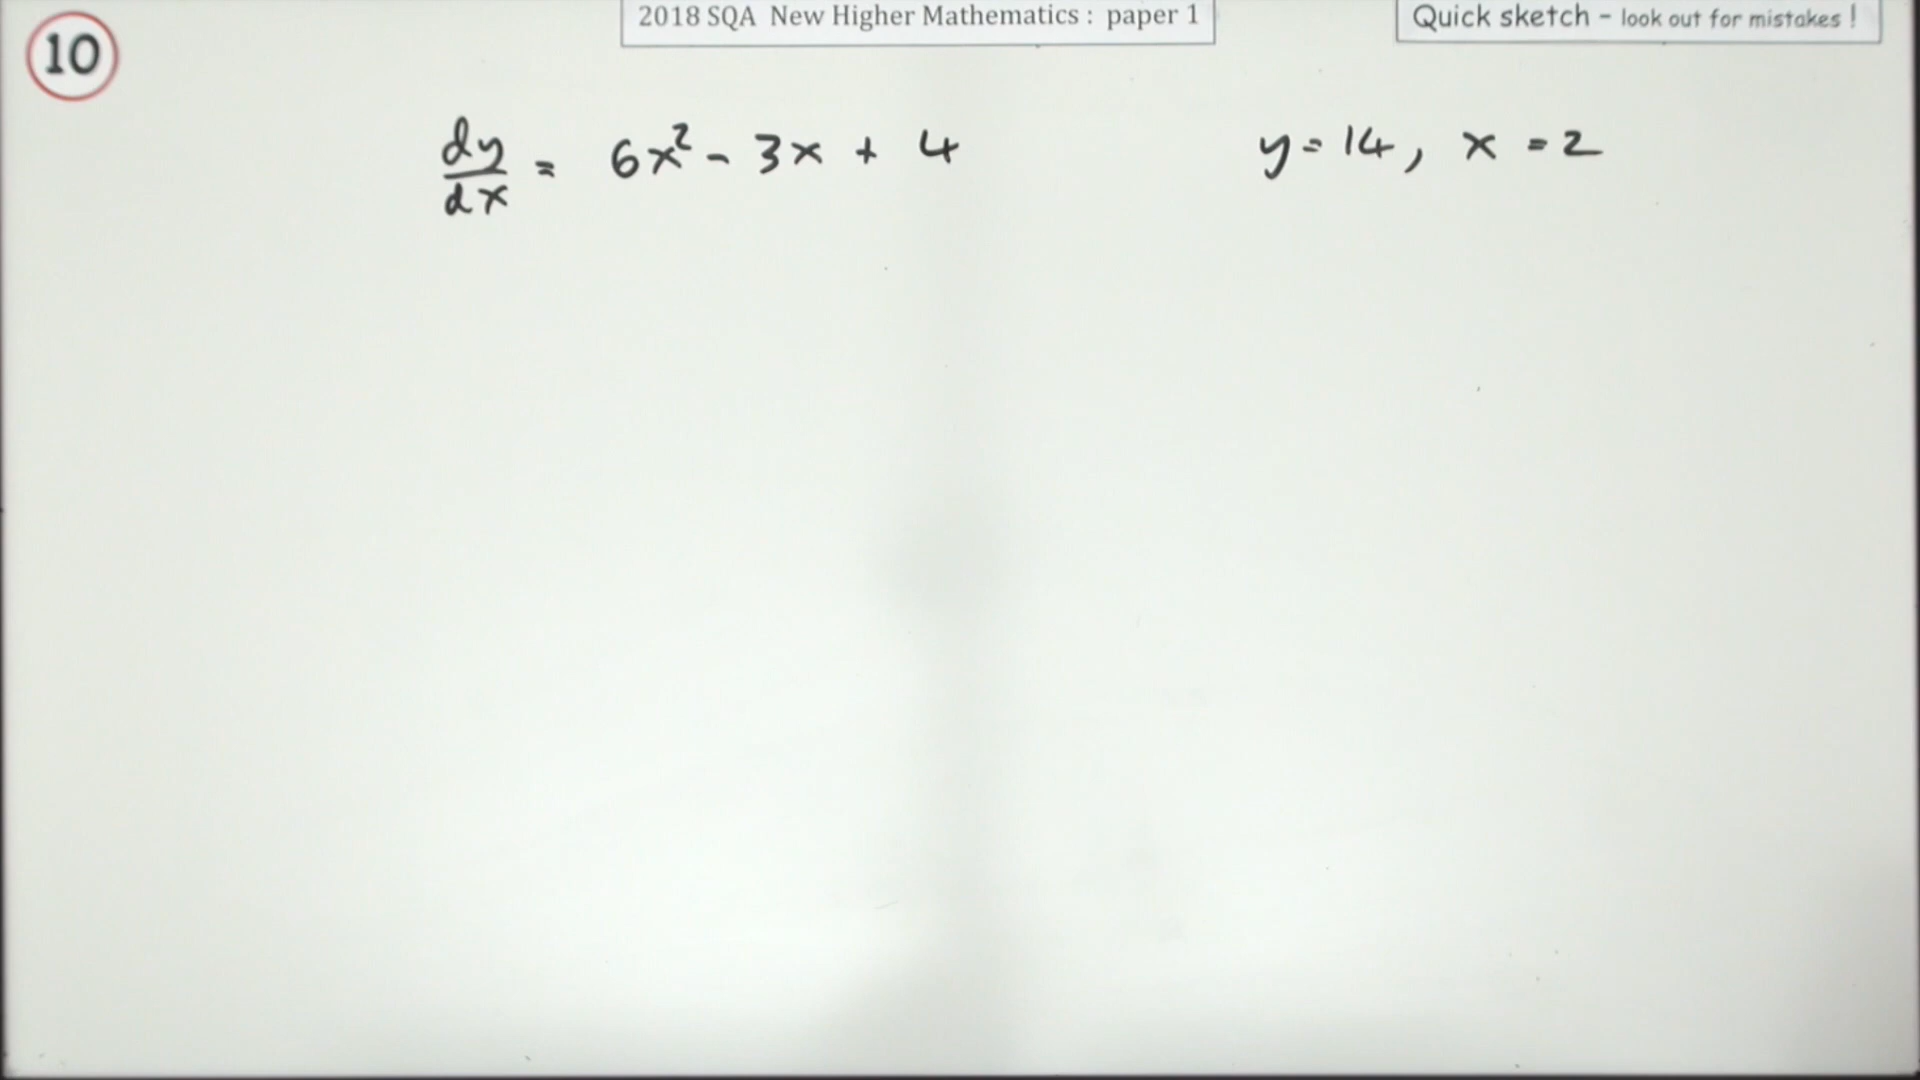 10
2018 SQA New Higher Mathematics : paper 1
Quick sketch - look out for mistakes !
dy/dx = 6x² - 3x + 4
y = 14, x = 2